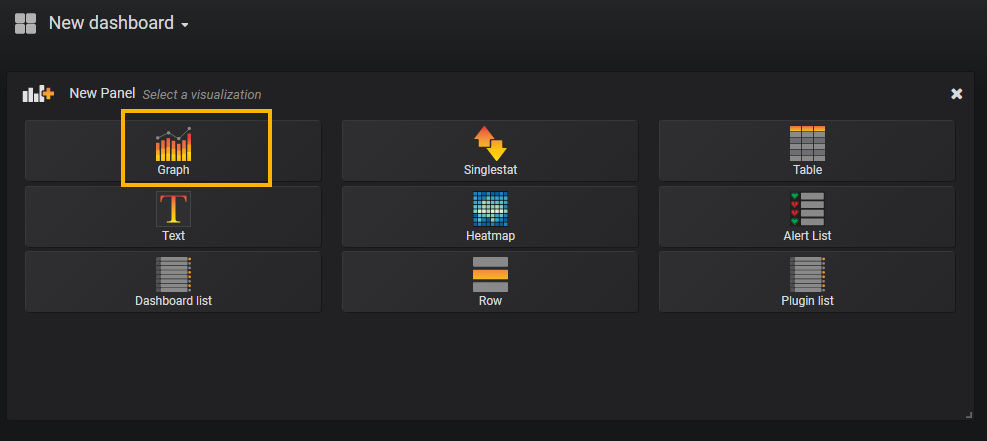 New dashboard
New Panel Select a visualization
Graph
Singlestat
Table
Text
Heatmap
Alert List
Dashboard list
Row
Plugin list